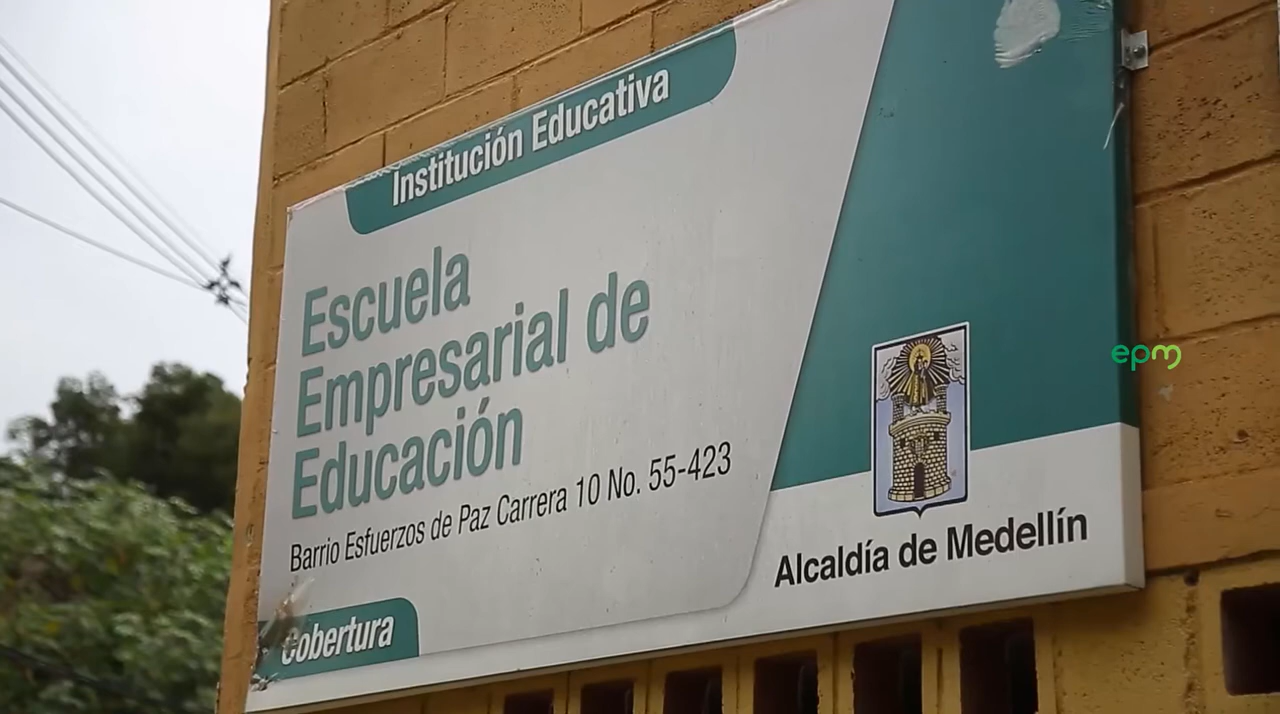 Institución Educativa
Escuela
Empresarial de
Educación
Barrio Esfuerzos de Paz Carrera 10 No. 55-423
Cobertura
Alcaldía de Medellín
epm